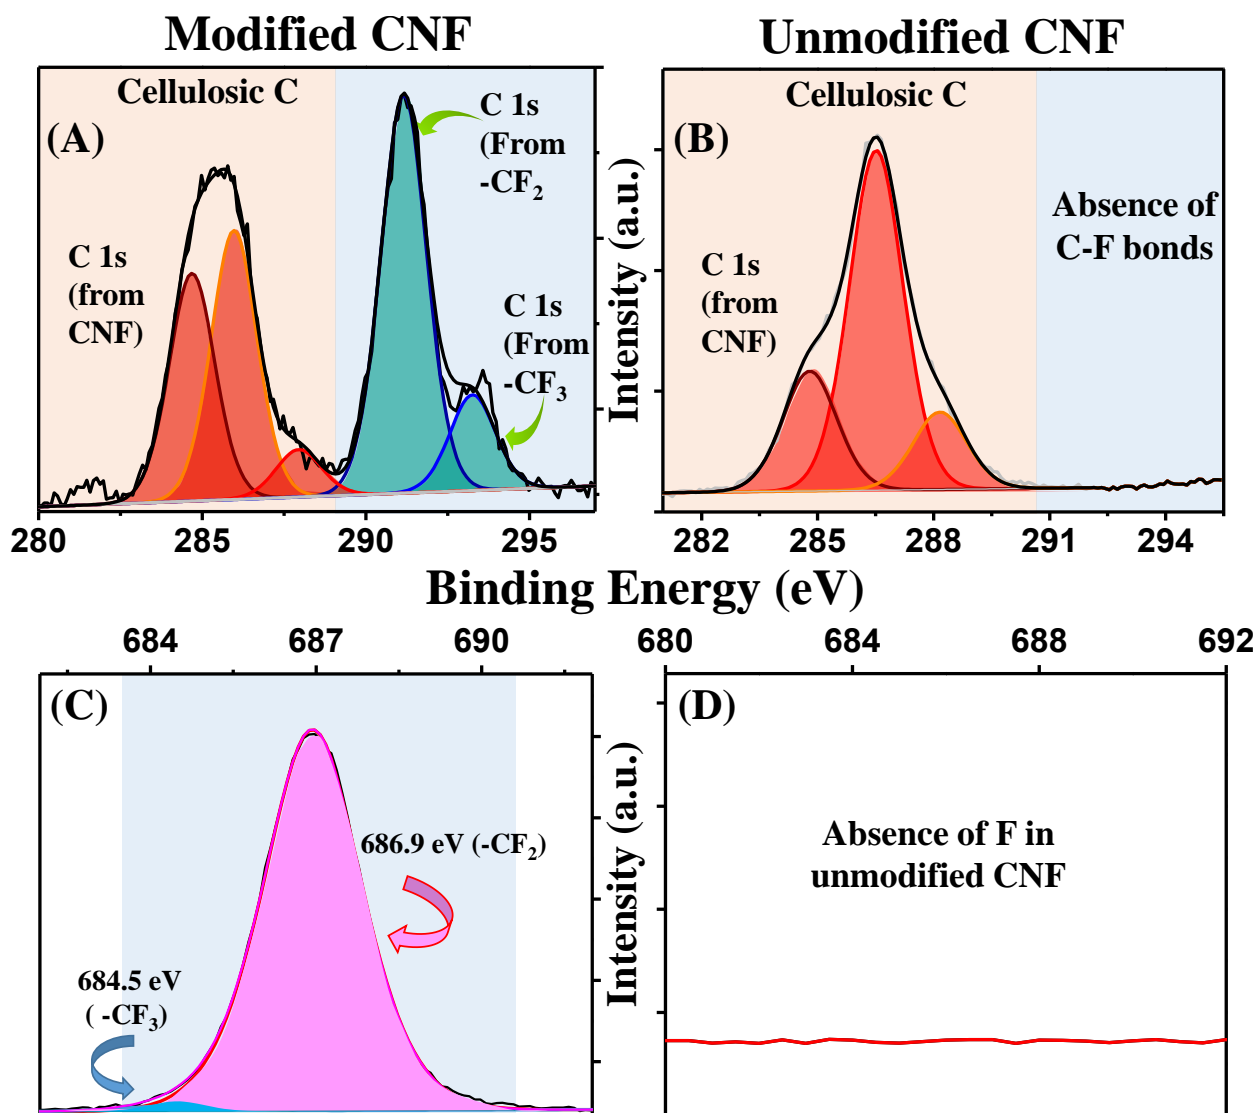 Modified CNF
Unmodified CNF
(A)
Cellulosic C
C 1s
(from
CNF)
C 1s
(From
-CF2
C 1s
(From
-CF3
280 285 290 295
Intensity (a.u.)
(B)
Cellulosic C
C 1s
(from
CNF)
Absence of
C-F bonds
282 285 288 291 294
Binding Energy (eV)
684 687 690
(C)
686.9 eV (-CF2)
684.5 eV
( -CF3)
Intensity (a.u.)
680 684 688 692
(D)
Absence of F in
unmodified CNF